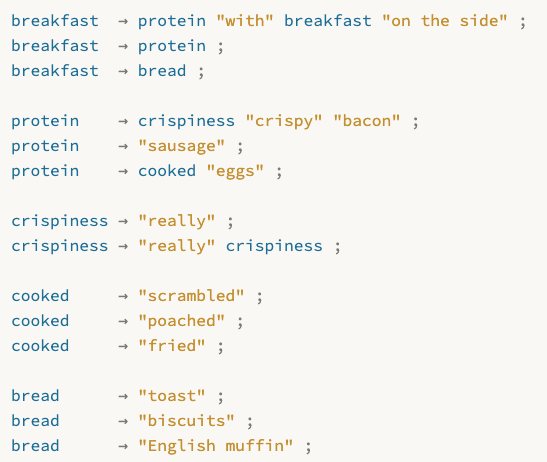 breakfast → protein "with" breakfast "on the side" ;
breakfast → protein ;
breakfast → bread ;
protein → crispiness "crispy" "bacon" ;
protein → "sausage" ;
protein → cooked "eggs" ;
crispiness → "really" ;
crispiness → "really" crispiness ;
cooked → "scrambled" ;
cooked → "poached" ;
cooked → "fried" ;
bread → "toast" ;
bread → "biscuits" ;
bread → "English muffin" ;